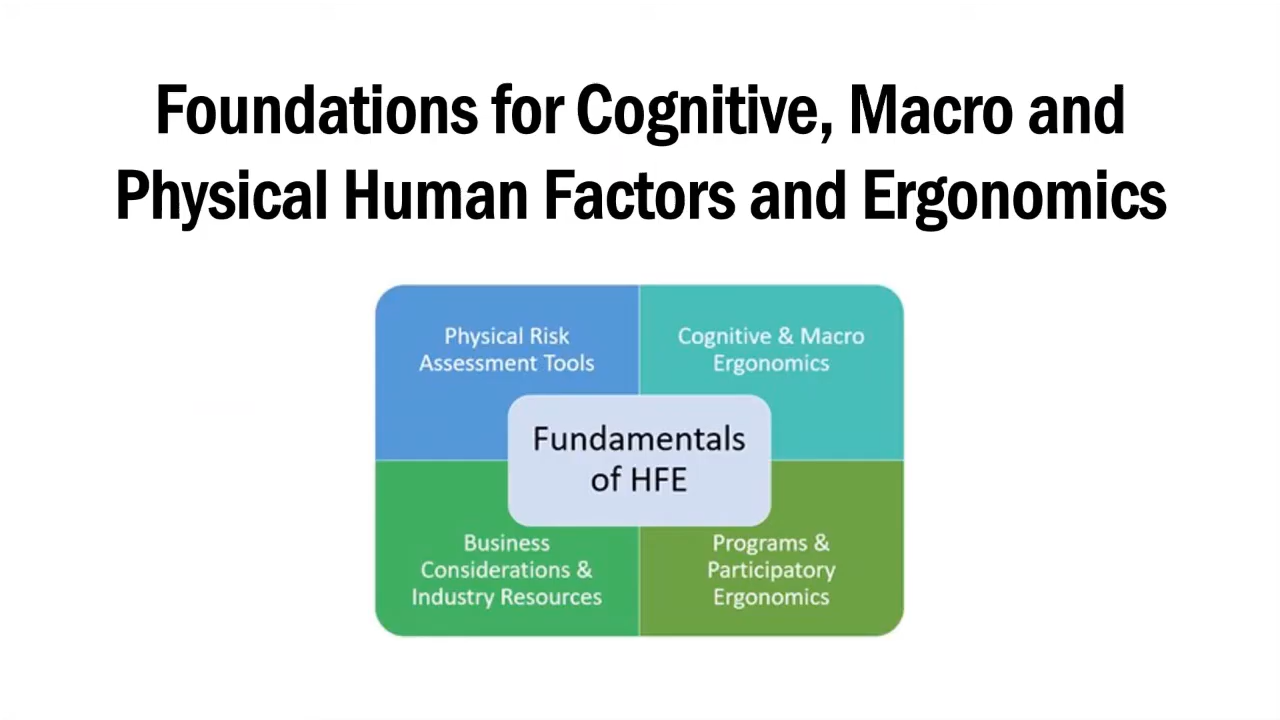 Foundations for Cognitive, Macro and
Physical Human Factors and Ergonomics
Physical Risk
Assessment Tools
Cognitive & Macro
Ergonomics
Fundamentals
of HFE
Business
Considerations &
Industry Resources
Programs &
Participatory
Ergonomics